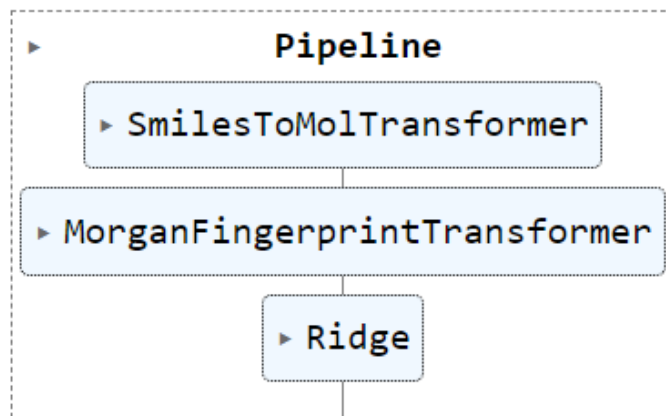 Pipeline
SmilesToMolTransformer
MorganFingerprintTransformer
Ridge